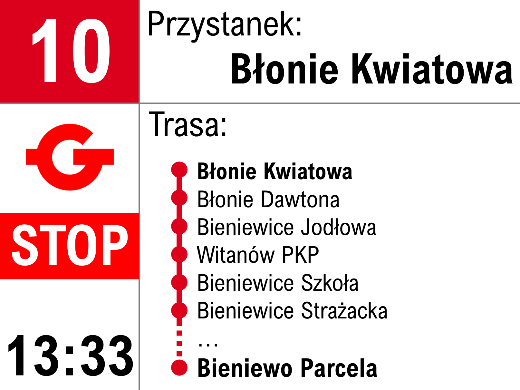 10
Przystanek:
Błonie Kwiatowa
G
STOP
13:33
Trasa:
Błonie Kwiatowa
Błonie Dawtona
Bieniewice Jodłowa
Witanów PKP
Bieniewice Szkoła
Bieniewice Strażacka
...
Bieniewo Parcela